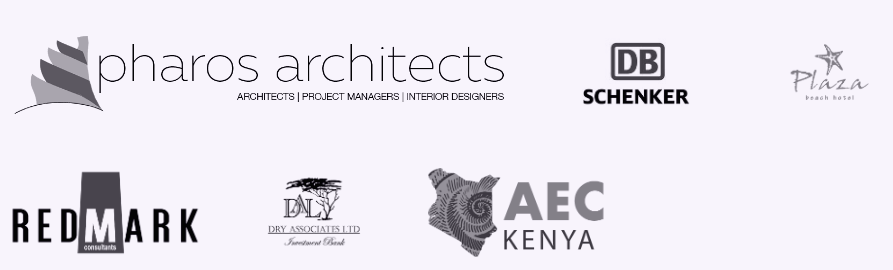 pharos architects
ARCHITECTS | PROJECT MANAGERS | INTERIOR DESIGNERS
DB
SCHENKER
Plaza
beach hotel
REDMARK
consultants
DAL
DRY ASSOCIATES LTD
Investment Bank
AEC
KENYA